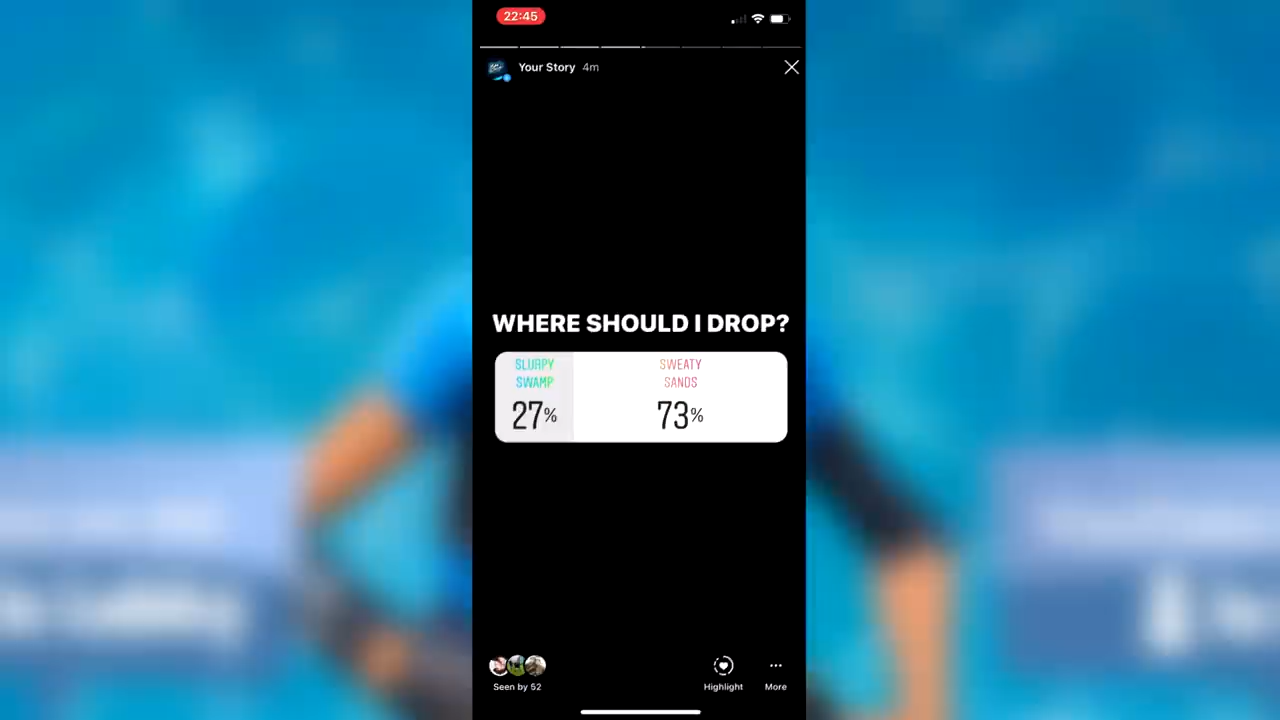 22:45
Your Story 4m
WHERE SHOULD I DROP?
SLURPY
SWAMP
27%
SWEATY
SANDS
73%
Seen by 52
Highlight
More